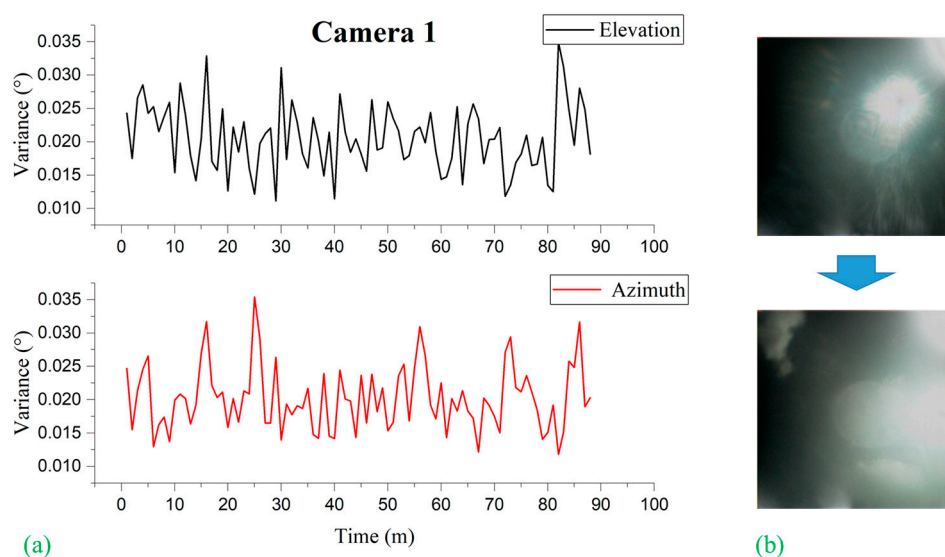 Camera 1
Elevation
Variance (°)
0.035
0.030
0.025
0.020
0.015
0.010
0 10 20 30 40 50 60 70 80 90 100
Azimuth
Variance (°)
0.035
0.030
0.025
0.020
0.015
0.010
0 10 20 30 40 50 60 70 80 90 100
Time (m)
(a)
(b)